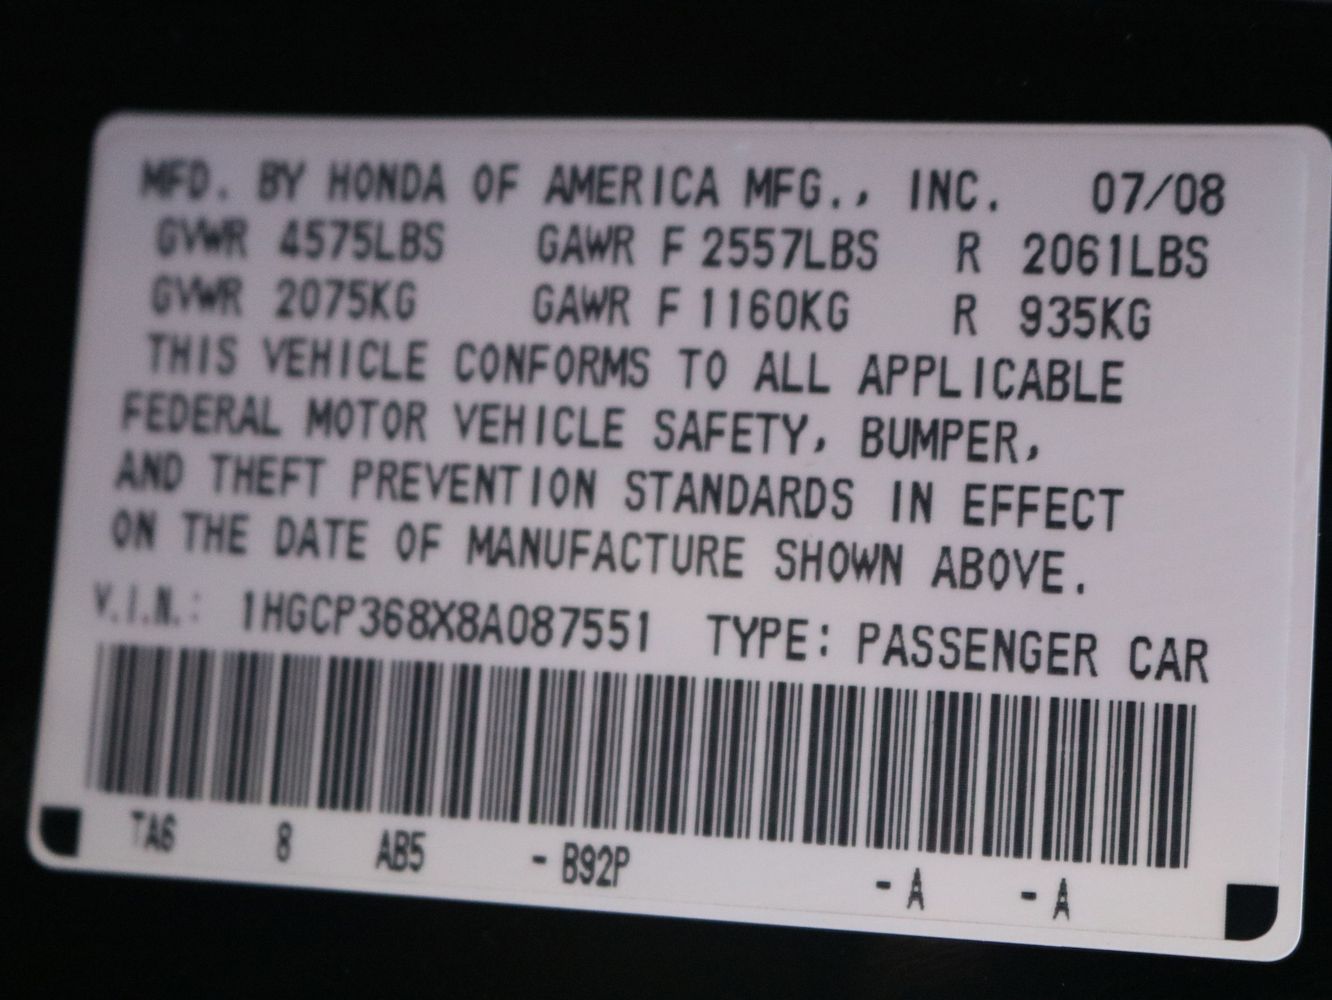 MFD. BY HONDA OF AMERICA MFG., INC. 07/08
GVWR 4575LBS GAWR F 2557LBS R 2061LBS
GVWR 2075KG GAWR F 1160KG R 935KG
THIS VEHICLE CONFORMS TO ALL APPLICABLE
FEDERAL MOTOR VEHICLE SAFETY, BUMPER,
AND THEFT PREVENTION STANDARDS IN EFFECT
ON THE DATE OF MANUFACTURE SHOWN ABOVE.
V.I.N.: 1HGCP368X8A087551 TYPE: PASSENGER CAR
TA6 8 AB5 - B92P - A - A